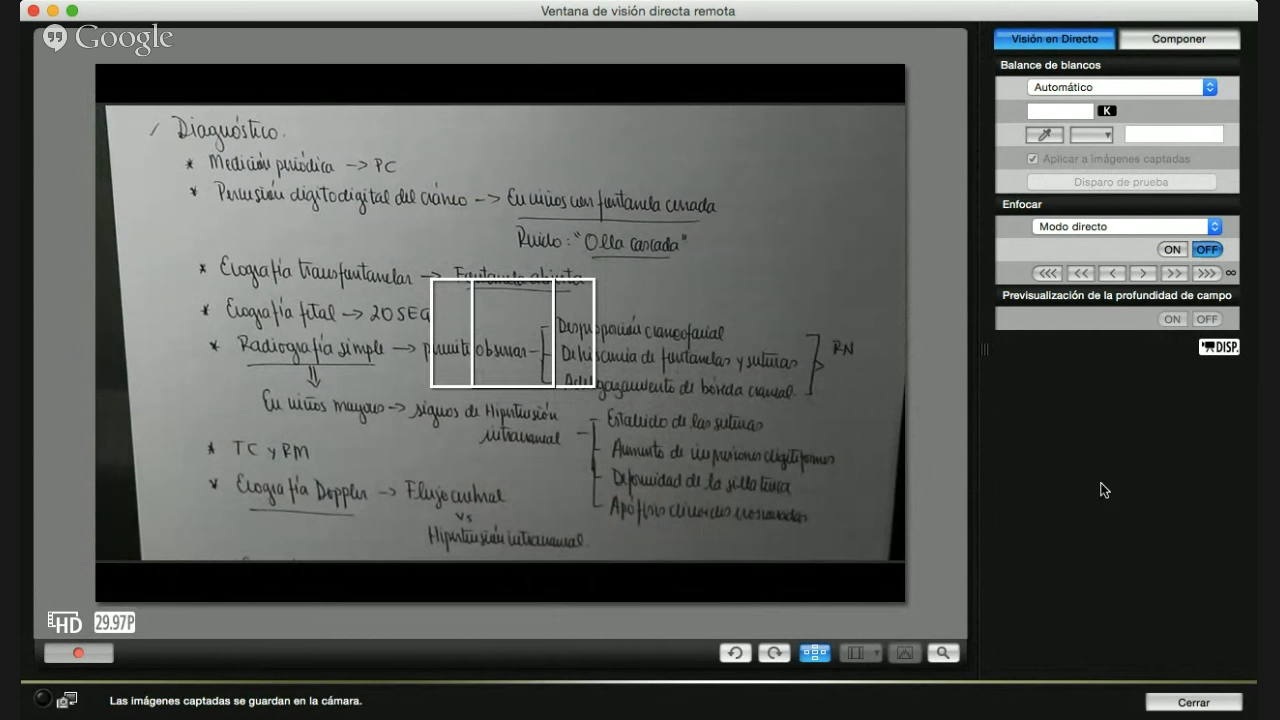 Ventana de visión directa remota
Google
Diagnóstico.
* Medición periódica -> PC
* Percusión digitodigital del cráneo --> En niños con fontanela cerrada
Ruido: "Olla cascada"
* Ecografía transfontanelar -> Fontanela abierta
* Ecografía fetal -> 20 SEG
* Radiografía simple -> permite observar
Desproporción craneofacial
Dehiscencia de fontanelas y suturas
Adelgazamiento de bóveda craneal.
RN
En niños mayores -> signos de Hipertensión
intracraneal
Estallido de las suturas
Aumento de impresiones digitiformes
Deformidad de la silla turca
Apófisis clinoides erosionadas
* TC y RM
* Ecografía Doppler -> Flujo cerebral
vs
Hipertensión intracraneal.
HD 29.97P
Visión en Directo
Componer
Balance de blancos
Automático
K
Aplicar a imágenes captadas
Disparo de prueba
Enfocar
Modo directo
ON OFF
<<< << < > >> >>> ∞
Previsualización de la profundidad de campo
ON OFF
DISP.
Las imágenes captadas se guardan en la cámara.
Cerrar